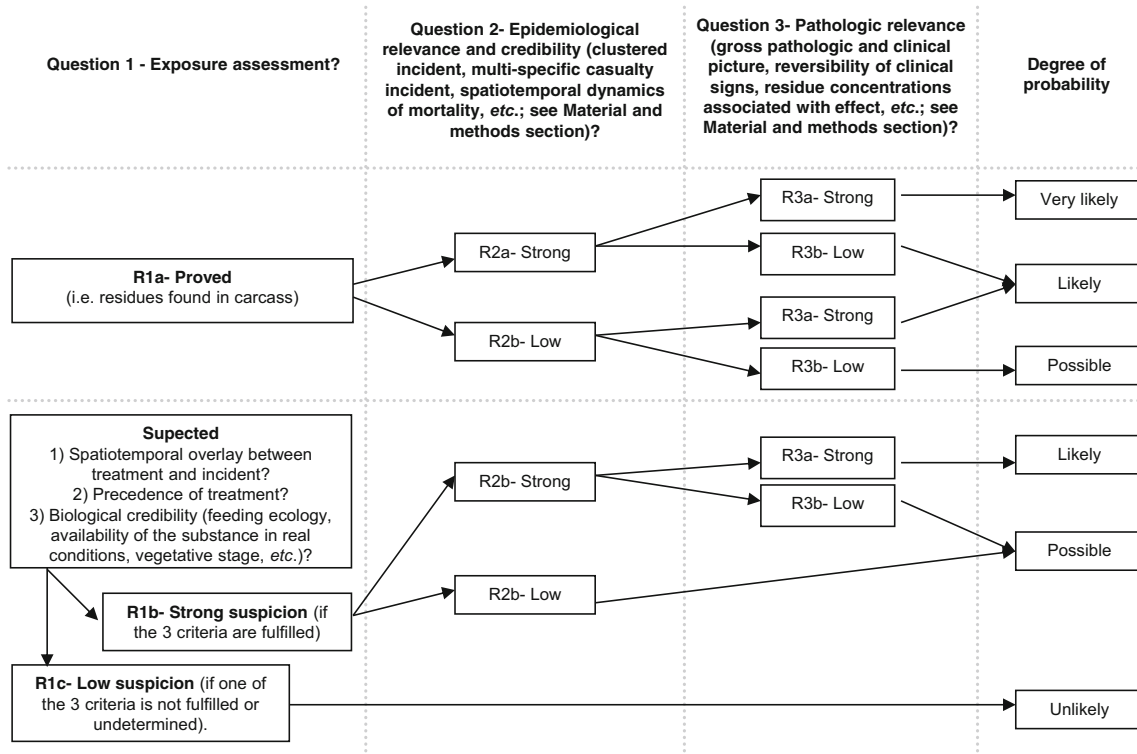 Question 1 - Exposure assessment?
Question 2- Epidemiological
relevance and credibility (clustered
incident, multi-specific casualty
incident, spatiotemporal dynamics
of mortality, etc.; see Material and
methods section)?
Question 3- Pathologic relevance
(gross pathologic and clinical
picture, reversibility of clinical
signs, residue concentrations
associated with effect, etc.; see
Material and methods section)?
Degree of
probability
R1a- Proved
(i.e. residues found in carcass)
R2a- Strong
R2b- Low
R3a- Strong
R3b- Low
R3a- Strong
R3b- Low
Very likely
Likely
Possible
Supected
1) Spatiotemporal overlay between
treatment and incident?
2) Precedence of treatment?
3) Biological credibility (feeding ecology,
availability of the substance in real
conditions, vegetative stage, etc.)?
R1b- Strong suspicion (if
the 3 criteria are fulfilled)
R1c- Low suspicion (if one of
the 3 criteria is not fulfilled or
undetermined).
R2b- Strong
R2b- Low
R3a- Strong
R3b- Low
Likely
Possible
Unlikely